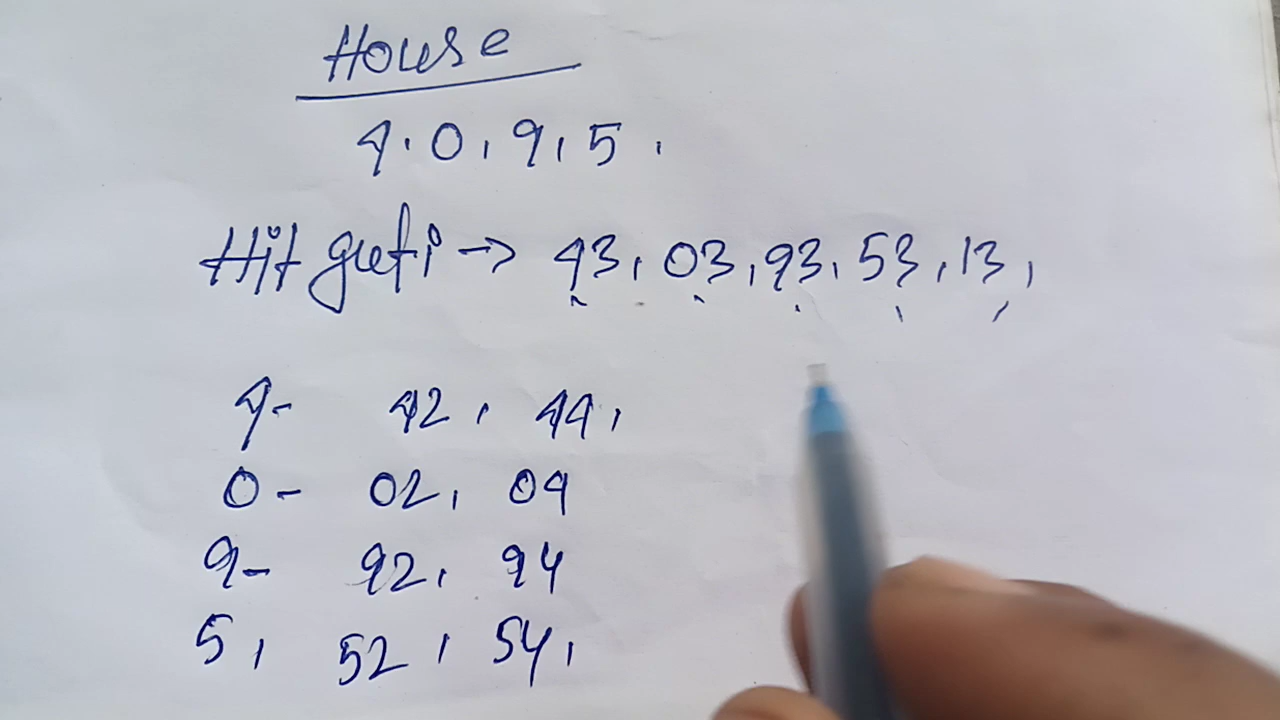 House
4.0,9,5.
Hit guti → 43, 03, 93, 53, 13,
4- 42, 44,
0- 02, 04
9- 92, 94
5, 52, 54,